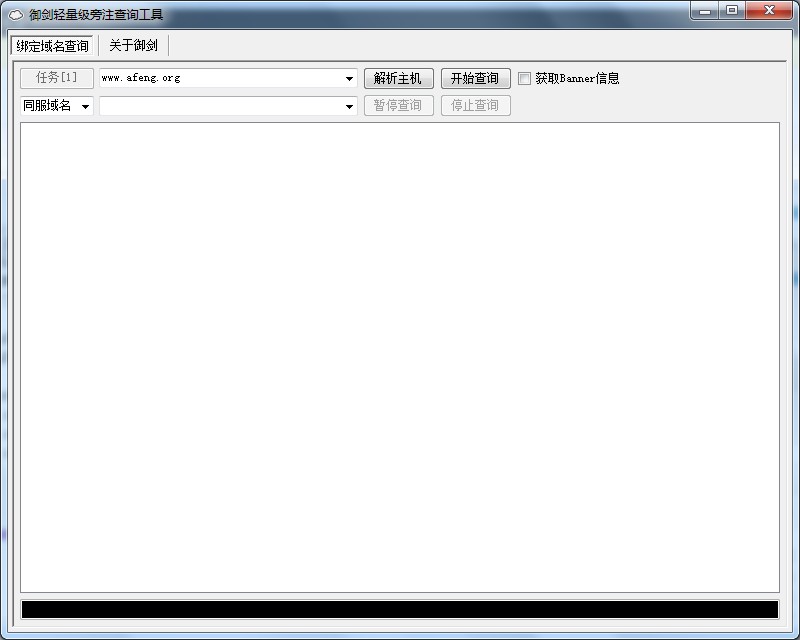 御剑轻量级旁注查询工具
绑定域名查询 关于御剑
任务[1] www.afeng.org 解析主机 开始查询 获取Banner信息
同服域名 暂停查询 停止查询